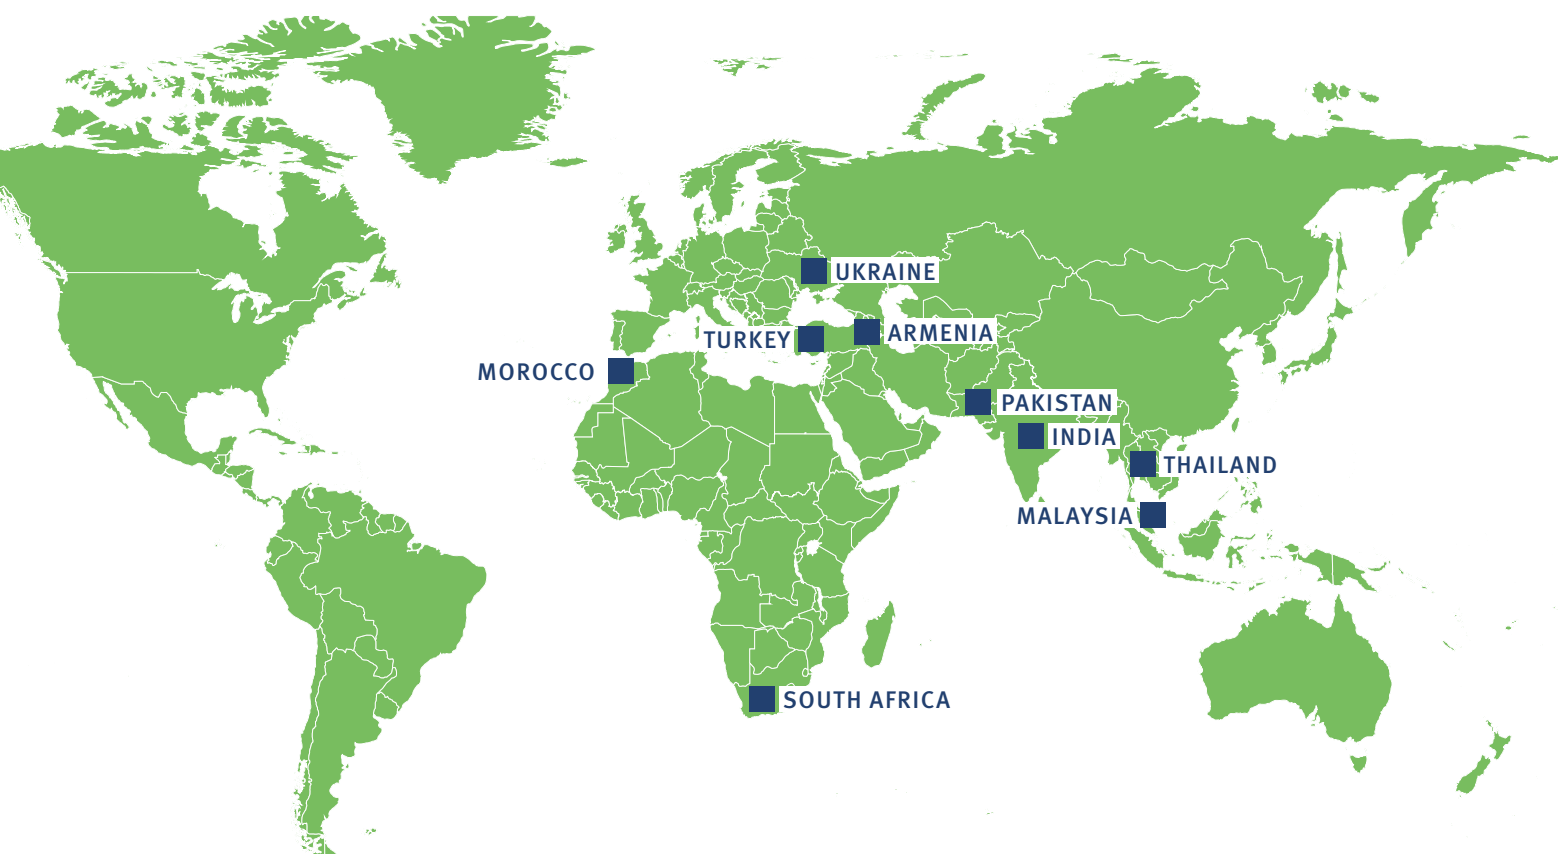 UKRAINE
TURKEY
ARMENIA
MOROCCO
PAKISTAN
INDIA
THAILAND
MALAYSIA
SOUTH AFRICA